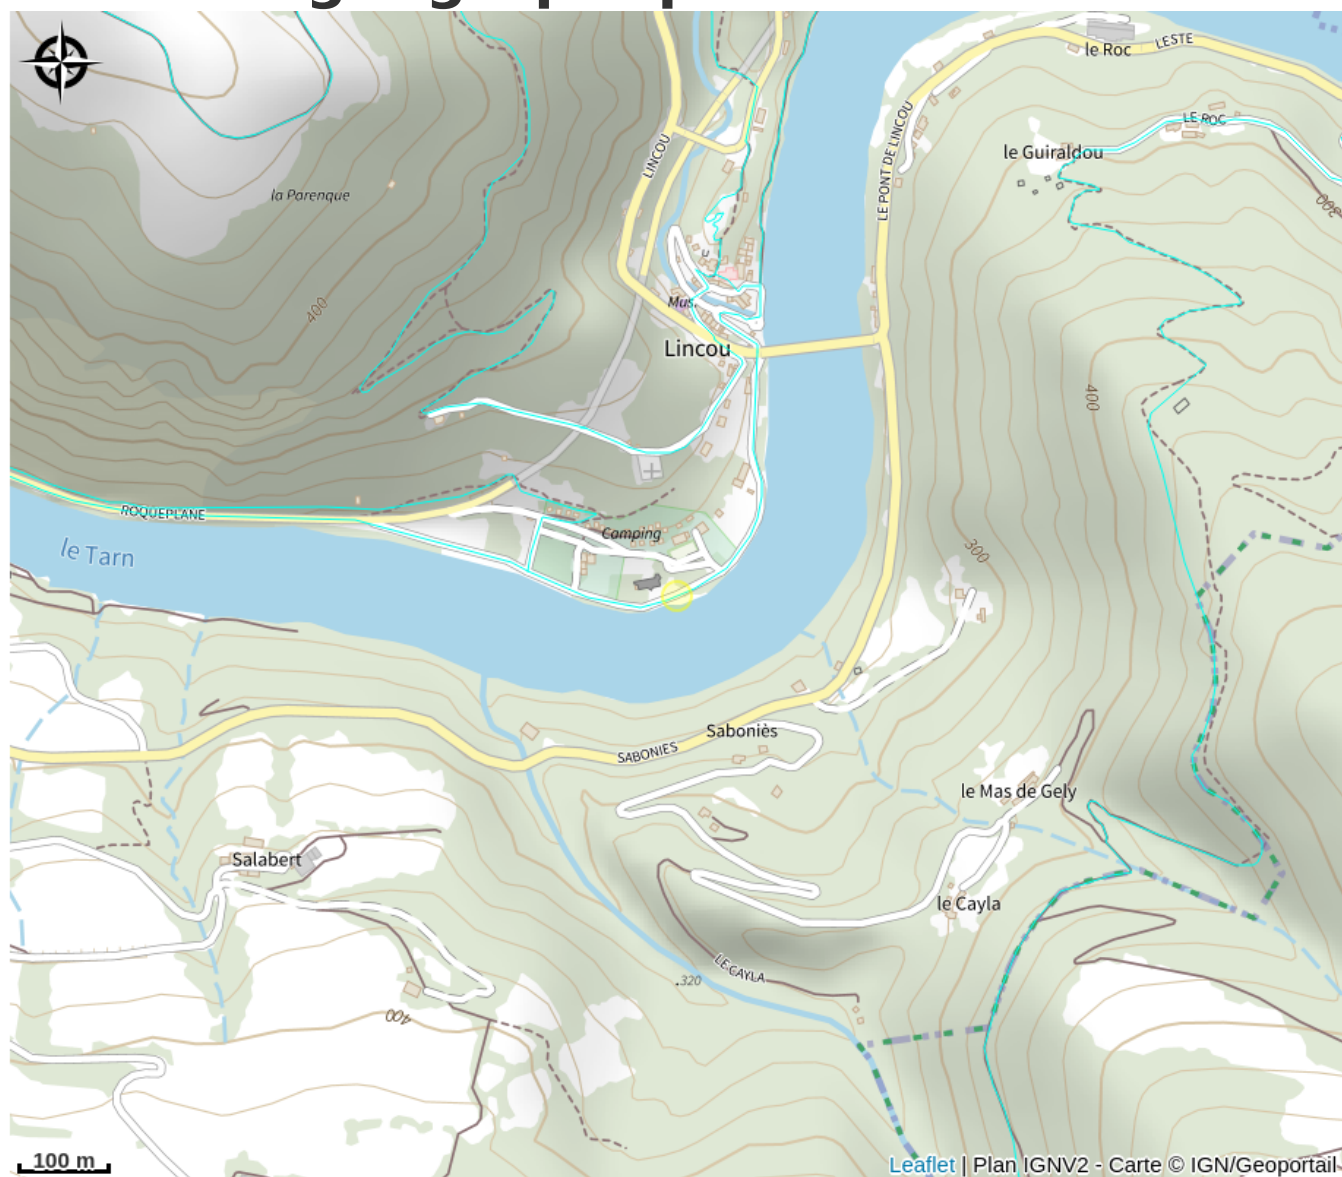 le Roc
LESTE
LE PONT DE LINCOU
LE ROC
LINCOU
le Guiraldou
la Parenque
300
400
Mus.
Lincou
400
ROQUEPLANE
Camping
le Tarn
300
Saboniès
SABONIES
le Mas de Gely
Salabert
le Cayla
LE CAYLA
.320
400
100 m
Leaflet | Plan IGNV2 - Carte © IGN/Geoportail